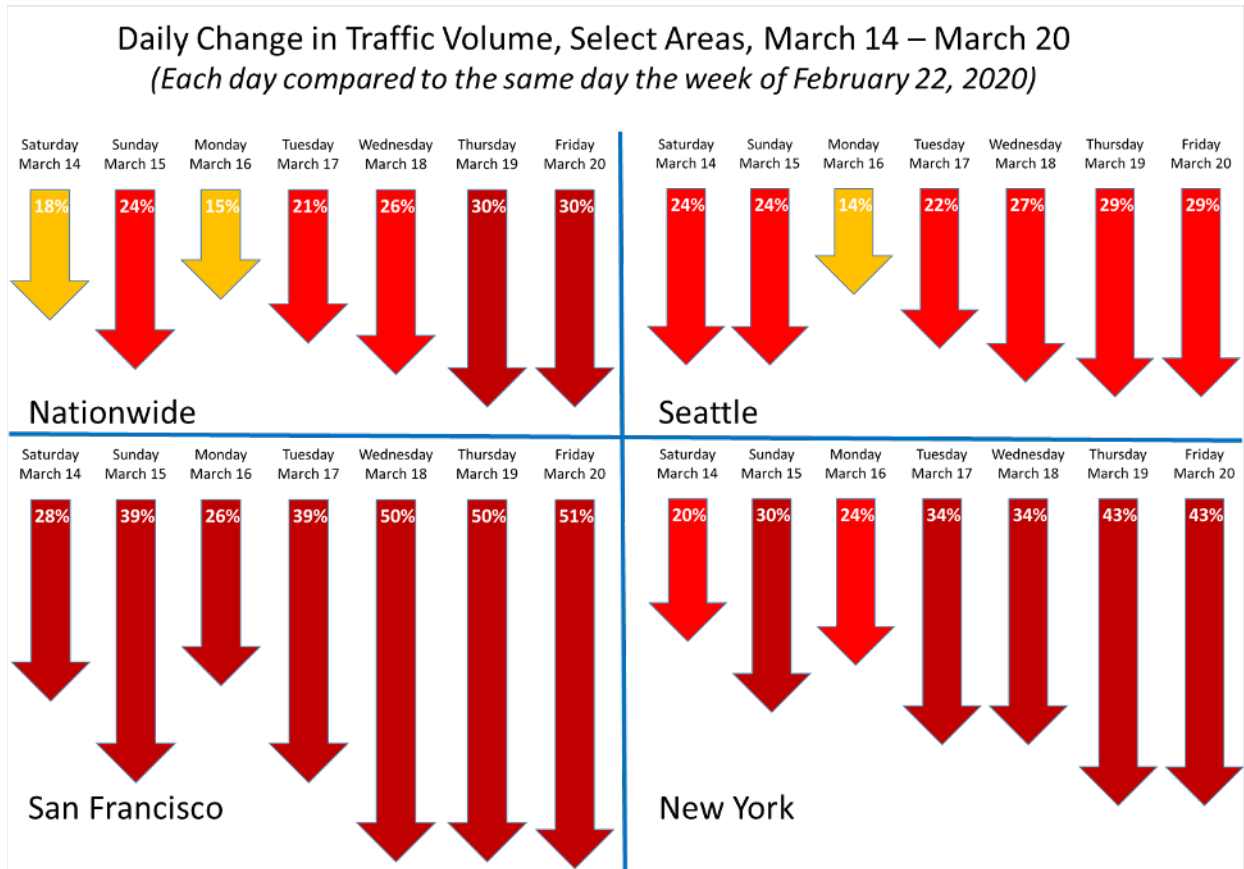 Daily Change in Traffic Volume, Select Areas, March 14 – March 20
(Each day compared to the same day the week of February 22, 2020)
Saturday Sunday Monday Tuesday Wednesday Thursday Friday
March 14 March 15 March 16 March 17 March 18 March 19 March 20
18% 24% 15% 21% 26% 30% 30%
Nationwide
Saturday Sunday Monday Tuesday Wednesday Thursday Friday
March 14 March 15 March 16 March 17 March 18 March 19 March 20
24% 24% 14% 22% 27% 29% 29%
Seattle
Saturday Sunday Monday Tuesday Wednesday Thursday Friday
March 14 March 15 March 16 March 17 March 18 March 19 March 20
28% 39% 26% 39% 50% 50% 51%
San Francisco
Saturday Sunday Monday Tuesday Wednesday Thursday Friday
March 14 March 15 March 16 March 17 March 18 March 19 March 20
20% 30% 24% 34% 34% 43% 43%
New York